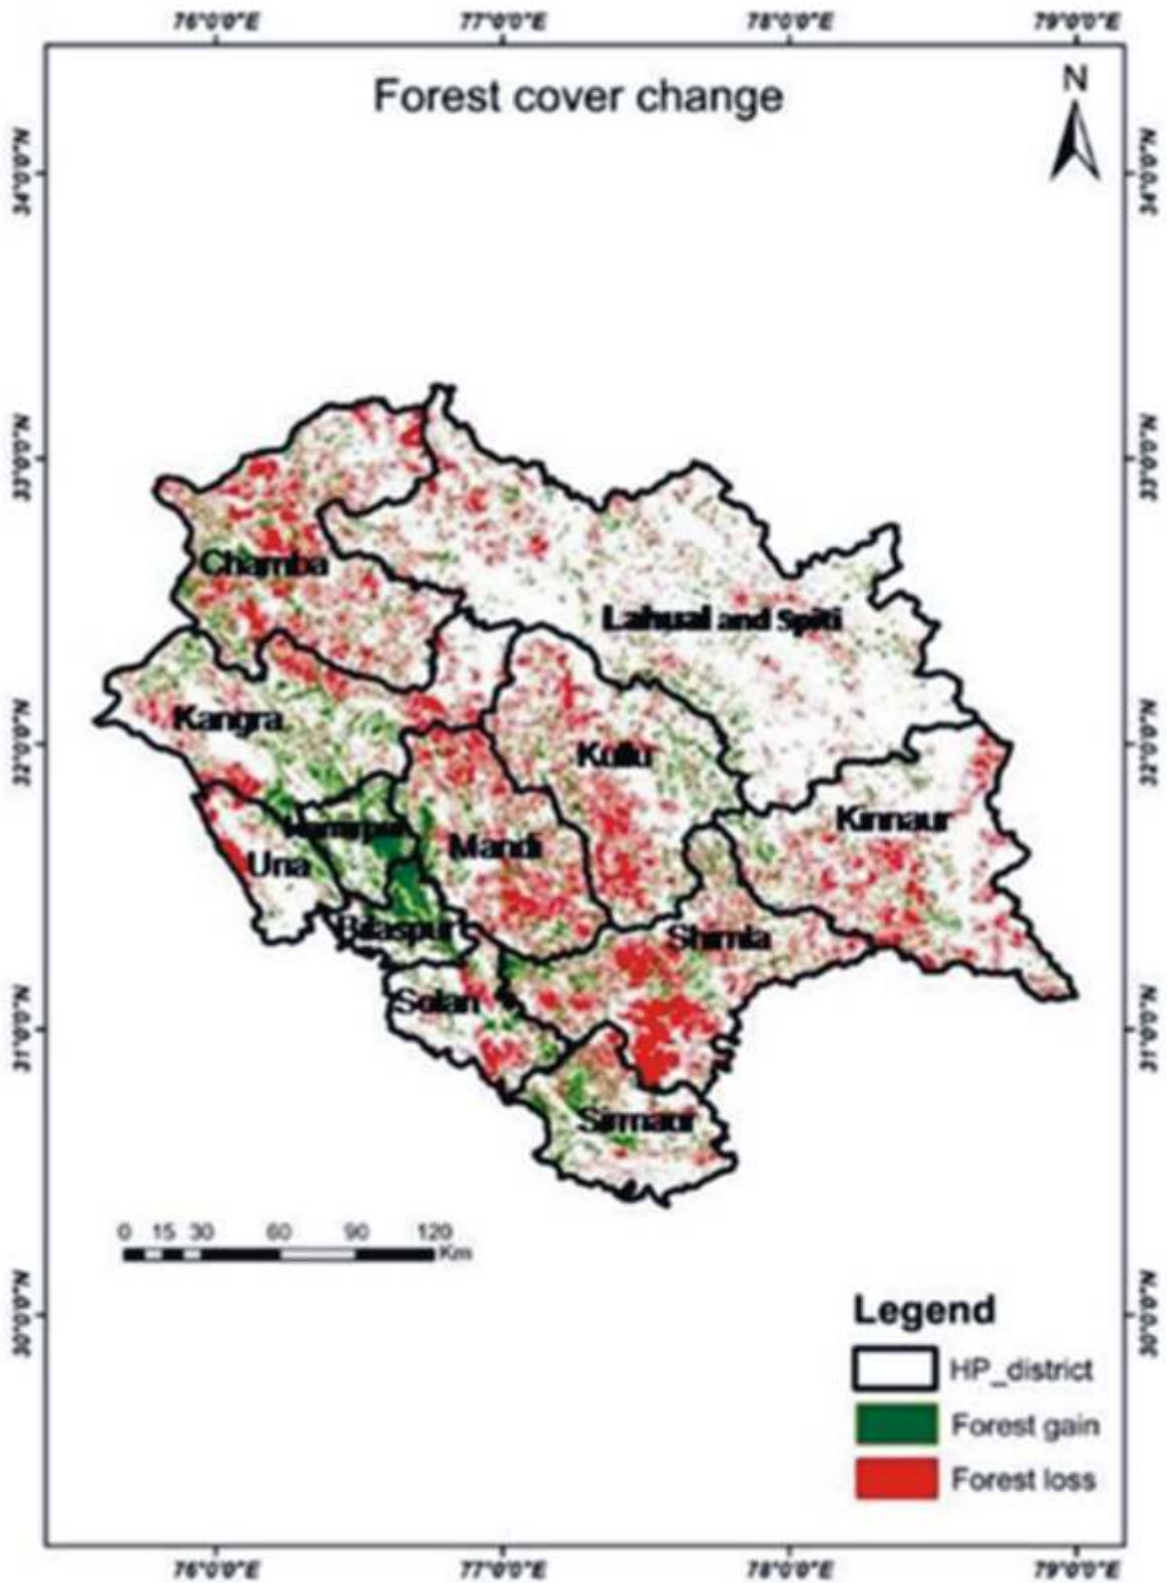 76°0'0"E 77°0'0"E 78°0'0"E 79°0'0"E
Forest cover change
N
34°0'0"N 34°0'0"N
33°0'0"N 33°0'0"N
Chamba
Lahual and Spiti
32°0'0"N 32°0'0"N
Kangra
Kullu
Kinnaur
Hamirpur
Mandi
Una
Bilaspur
Shimla
Solan
31°0'0"N 31°0'0"N
Sirmaur
0 15 30 60 90 120
Km
30°0'0"N 30°0'0"N
Legend
HP_district
Forest gain
Forest loss
76°0'0"E 77°0'0"E 78°0'0"E 79°0'0"E